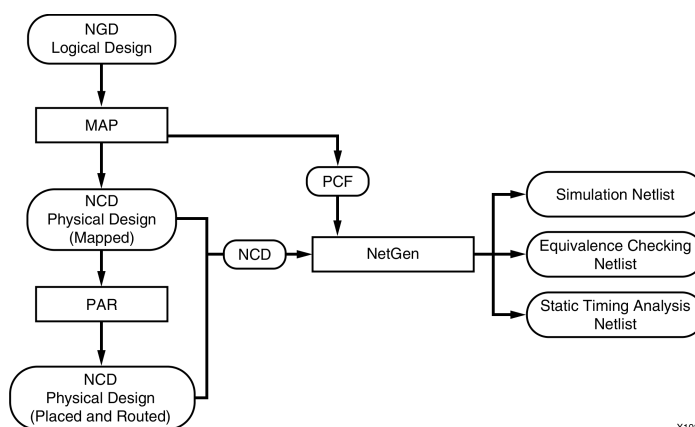 NGD
Logical Design
MAP
PCF
NCD
Physical Design
(Mapped)
NCD
NetGen
Simulation Netlist
Equivalence Checking
Netlist
Static Timing Analysis
Netlist
PAR
NCD
Physical Design
(Placed and Routed)